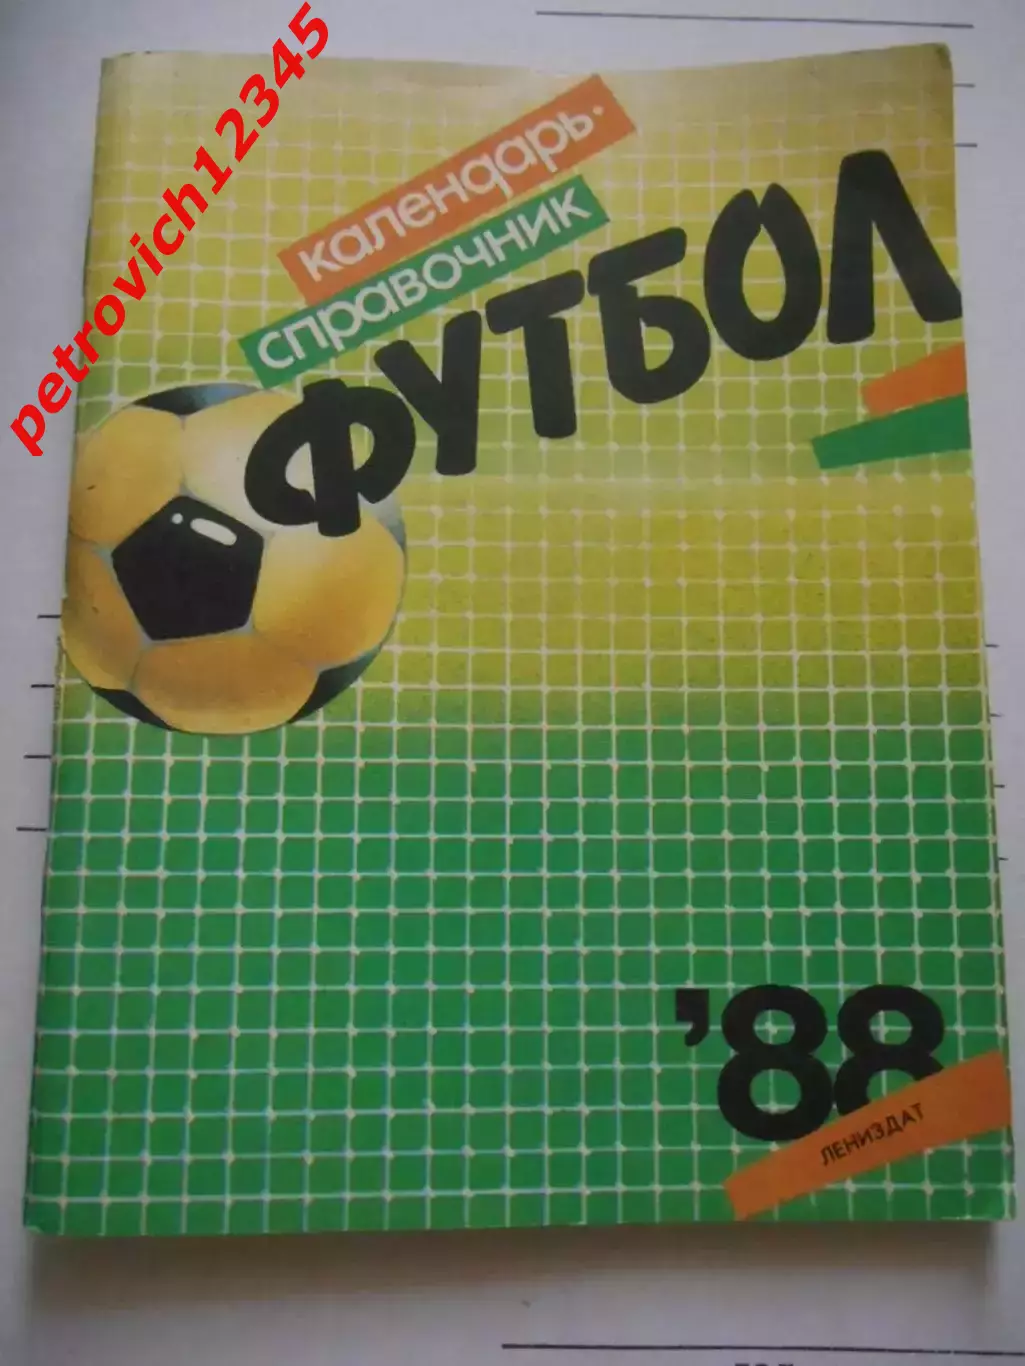 petrovich12345
календарь-
справочник
ФУТБОЛ
'88
ЛЕНИЗДАТ